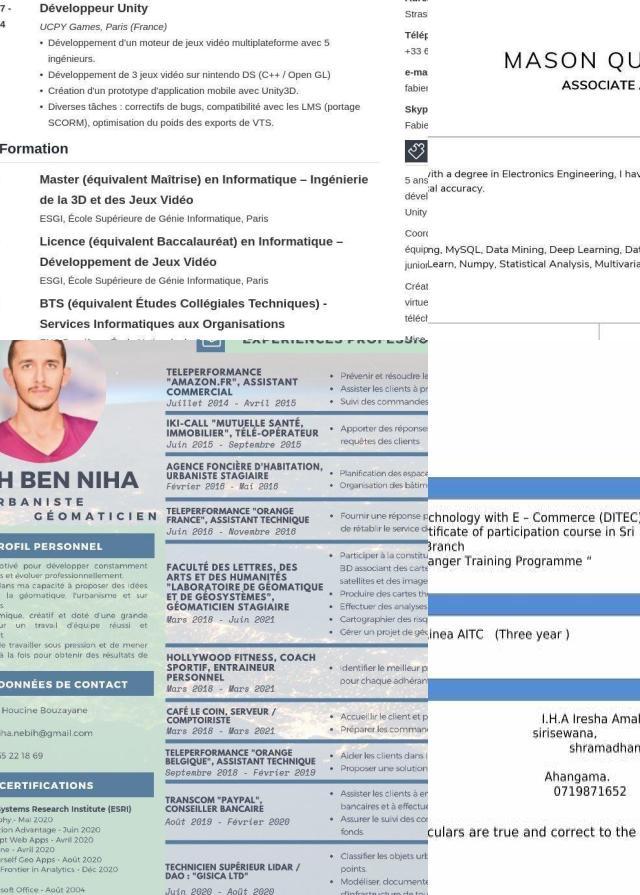 7 -
4
Développeur Unity
UCPY Games, Paris (France)
• Développement d'un moteur de jeux vidéo multiplateforme avec 5
ingénieurs.
• Développement de 3 jeux vidéo sur nintendo DS (C++ / Open GL)
• Création d'un prototype d'application mobile avec Unity3D.
• Diverses tâches : correctifs de bugs, compatibilité avec les LMS (portage
SCORM), optimisation du poids des exports de VTS.
Formation
Master (équivalent Maîtrise) en Informatique – Ingénierie
de la 3D et des Jeux Vidéo
ESGI, École Supérieure de Génie Informatique, Paris
Licence (équivalent Baccalauréat) en Informatique –
Développement de Jeux Vidéo
ESGI, École Supérieure de Génie Informatique, Paris
BTS (équivalent Études Collégiales Techniques) -
Services Informatiques aux Organisations
Stras
Télép
+33 6
e-ma
fabie
Skyp
Fabie
5 ans
dével
Unity
Coord
équip
junior
Créat
virtue
téléch
MASON QU
ASSOCIATE
with a degree in Electronics Engineering, I hav
al accuracy.
ng, MySQL, Data Mining, Deep Learning, Dat
Learn, Numpy, Statistical Analysis, Multivaria
H BEN NIHA
RBANISTE
GÉOMATICIEN
ROFIL PERSONNEL
otivé pour développer constamment
s et évoluer professionnellement.
dans ma capacité à proposer des idées
la géomatique, l'urbanisme et sur
mique, créatif et doté d'une grande
ur un travail d'équipe réussi et
de travailler sous pression et de mener
à la fois pour obtenir des résultats de
DONNÉES DE CONTACT
Houcine Bouzayane
iha.nebih@gmail.com
55 22 18 69
CERTIFICATIONS
Systems Research Institute (ESRI)
phy - Mai 2020
tion Advantage - Juin 2020
pt Web Apps - Avril 2020
ne - Avril 2020
urself Geo Apps - Août 2020
Frontier in Analytics - Déc 2020
soft Office - Août 2004
EXPÉRIENCES PROFESSIO
TELEPERFORMANCE
"AMAZON.FR", ASSISTANT
COMMERCIAL
Juillet 2014 - Avril 2015
• Prévenir et résoudre le
• Assister les clients à pr
• Suivi des commandes
IKI-CALL "MUTUELLE SANTÉ,
IMMOBILIER", TÉLÉ-OPÉRATEUR
Juin 2015 - Septembre 2015
• Apporter des réponses
requêtes des clients
AGENCE FONCIÈRE D'HABITATION,
URBANISTE STAGIAIRE
Février 2016 - Mai 2016
• Planification des espace
• Organisation des bâtim
TELEPERFORMANCE "ORANGE
FRANCE", ASSISTANT TECHNIQUE
Juin 2016 - Novembre 2016
• Fournir une réponse p
de rétablir le service d
FACULTÉ DES LETTRES, DES
ARTS ET DES HUMANITÉS
"LABORATOIRE DE GÉOMATIQUE
ET DE GÉOSYSTÈMES",
GÉOMATICIEN STAGIAIRE
Mars 2018 - Juin 2021
• Participer à la constitu
BD associant des carte
satellites et des image
• Produire des cartes th
• Effectuer des analyses
• Cartographier des risq
• Gérer un projet de géo
HOLLYWOOD FITNESS, COACH
SPORTIF, ENTRAINEUR
PERSONNEL
Mars 2018 - Mars 2021
• Identifier le meilleur p
pour chaque adhéran
CAFÉ LE COIN, SERVEUR /
COMPTOIRISTE
Mars 2018 - Mars 2021
• Accueillir le client et p
• Préparer les comman
TELEPERFORMANCE "ORANGE
BELGIQUE", ASSISTANT TECHNIQUE
Septembre 2018 - Février 2019
• Aider les clients dans l
• Proposer une solution
TRANSCOM "PAYPAL",
CONSEILLER BANCAIRE
Août 2019 - Février 2020
• Assister les clients à en
bancaires et à effectue
• Assurer le suivi des co
fonds
TECHNICIEN SUPÉRIEUR LIDAR /
DAO : "GISICA LTD"
Juin 2020 - Août 2020
• Classifier les objets urb
points.
• Modéliser, documente
d'infrastructure de tou
chnology with E – Commerce (DITEC)
tificate of participation course in Sri
Branch
anger Training Programme “
inea AITC (Three year )
I.H.A Iresha Amal
sirisewana,
shramadhan
Ahangama.
0719871652
culars are true and correct to the